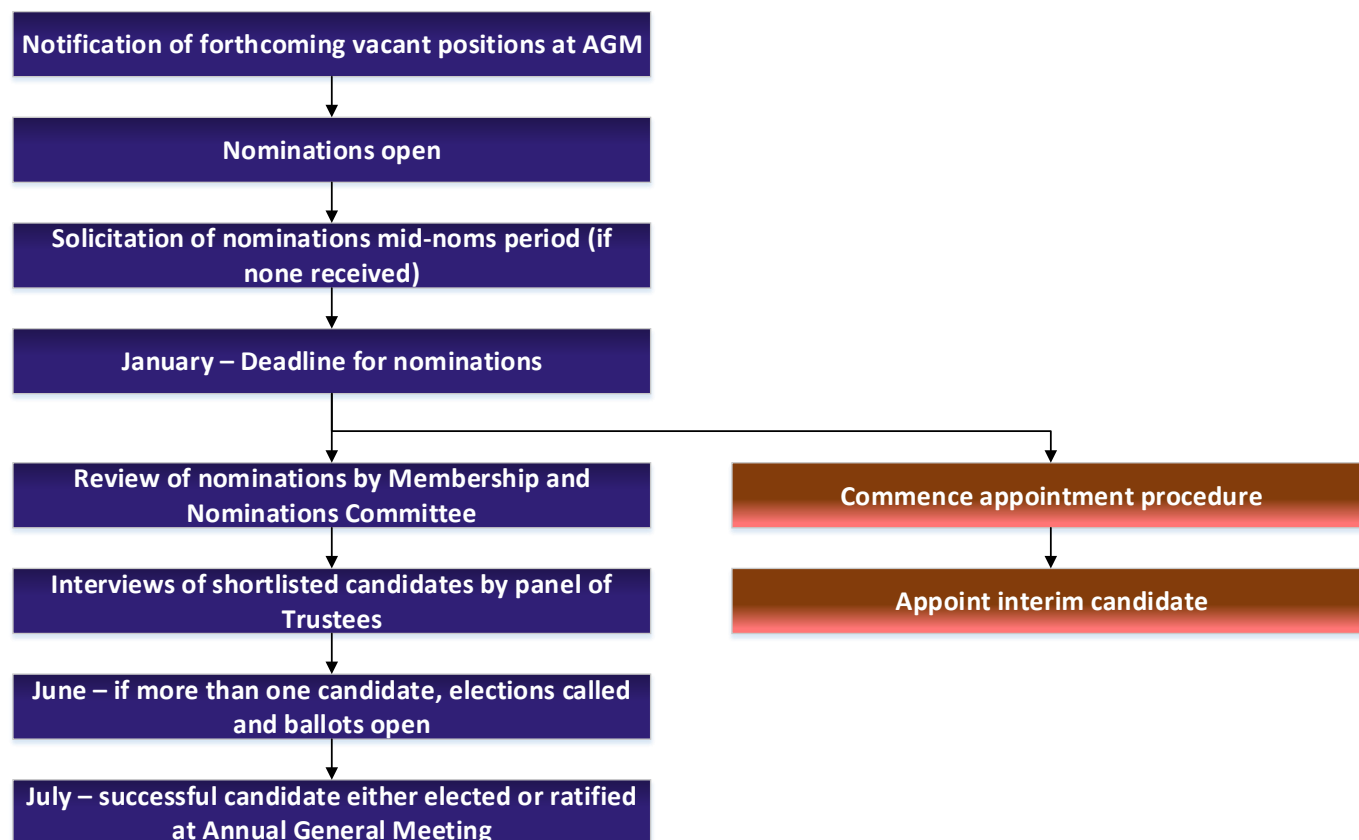 Notification of forthcoming vacant positions at AGM
Nominations open
Solicitation of nominations mid-noms period (if
none received)
January – Deadline for nominations
Review of nominations by Membership and
Nominations Committee
Commence appointment procedure
Interviews of shortlisted candidates by panel of
Trustees
Appoint interim candidate
June – if more than one candidate, elections called
and ballots open
July – successful candidate either elected or ratified
at Annual General Meeting